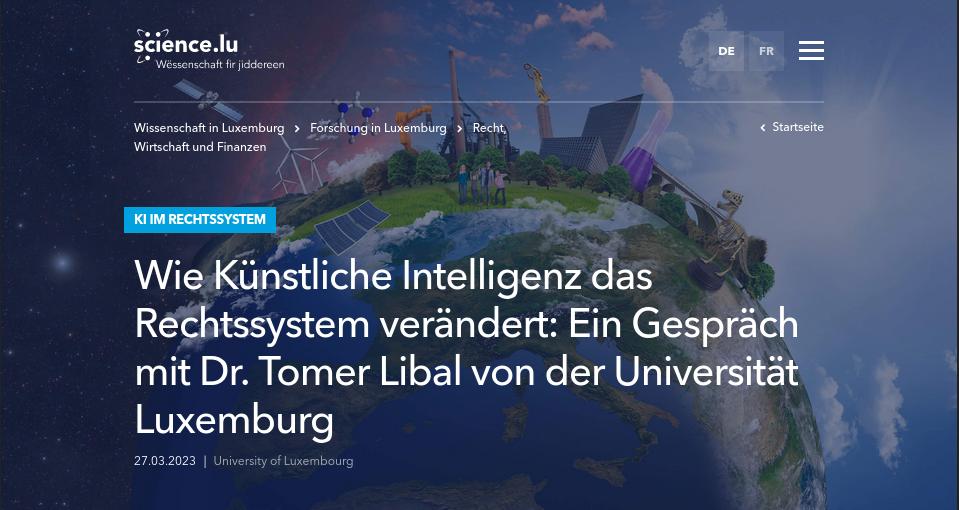 science.lu
Wëssenschaft fir jiddereen
DE
FR
Wissenschaft in Luxemburg > Forschung in Luxemburg > Recht,
Wirtschaft und Finanzen
< Startseite
KI IM RECHTSSYSTEM
Wie Künstliche Intelligenz das
Rechtssystem verändert: Ein Gespräch
mit Dr. Tomer Libal von der Universität
Luxemburg
27.03.2023 | University of Luxembourg